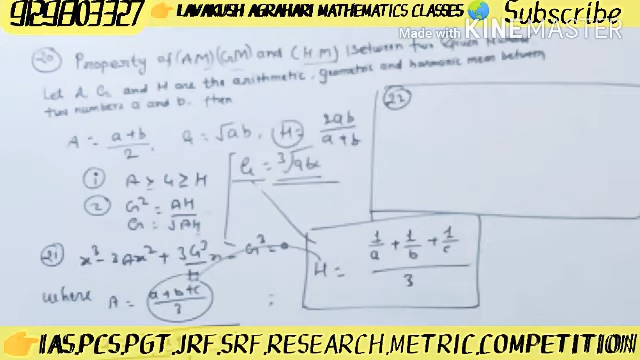 9129803327 👉 LAVAKUSH AGRAHARI MATHEMATICS CLASSES 🌏 👉 Subscribe
Made with KINEMASTER
20) Property of (AM) (GM) and (HM) Between two
Let A, G, and H are the arithmetic, geometric and harmonic mean between
two numbers a and b. then
A = (a+b)/2, G = √ab, H = 2ab/(a+b)
G = ³√abc
① A ≥ G ≥ H
② G² = AH
G = √AH
21) x³ - 3Ax² + 3G³/H x - G³ = 0
where A = (a+b+c)/3 ; H = (1/a + 1/b + 1/c)/3
22)
👉 IAS.PCS.PGT.JRF.SRF.RESEARCH.METRIC.COMPETITION